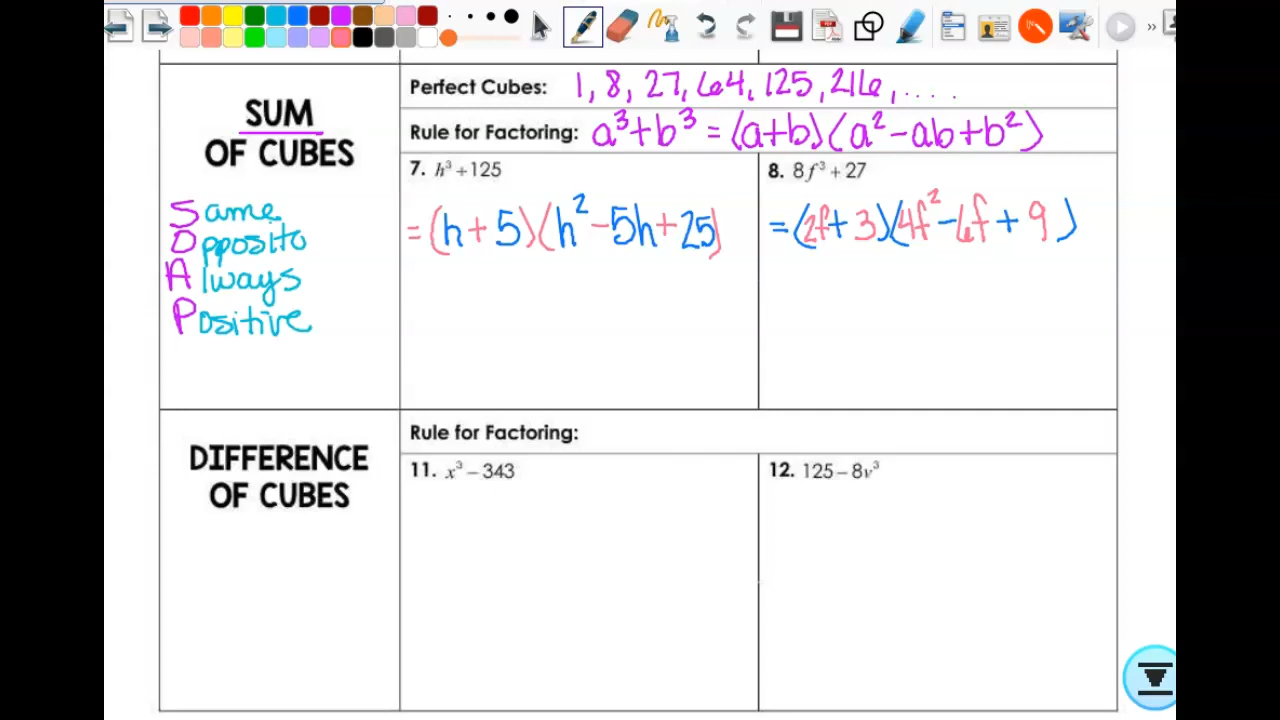 Perfect Cubes: 1, 8, 27, 64, 125, 216, ....
SUM
OF CUBES
Rule for Factoring: a³+b³ = (a+b)(a²-ab+b²)
7. h³ + 125
= (h+5)(h²-5h+25)
8. 8f³ + 27
= (2f+3)(4f²-6f+9)
Same
Opposite
Always
Positive
DIFFERENCE
OF CUBES
Rule for Factoring:
11. x³ – 343
12. 125 – 8v³